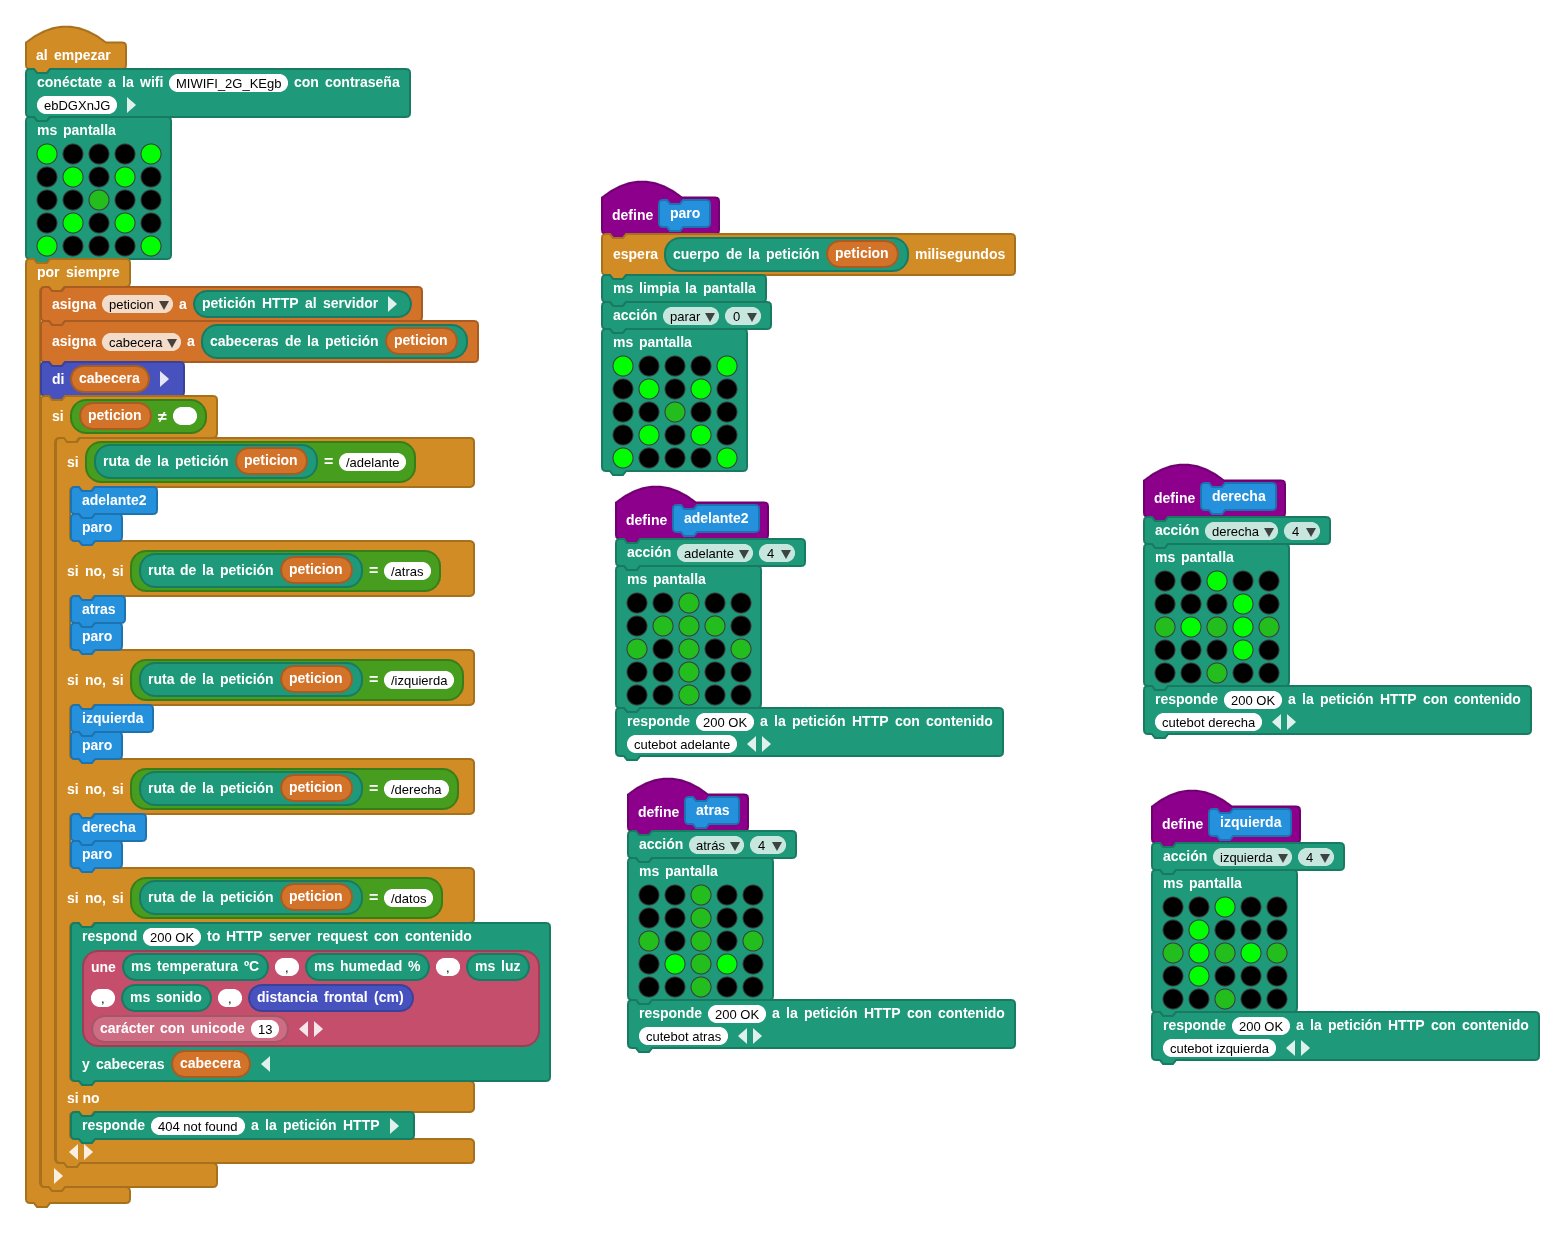 al empezar
conéctate a la wifi MIWIFI_2G_KEgb con contraseña
ebDGXnJG
ms pantalla
por siempre
asigna peticion a petición HTTP al servidor
asigna cabecera a cabeceras de la petición peticion
di cabecera
si peticion ≠
si ruta de la petición peticion = /adelante
adelante2
paro
si no, si ruta de la petición peticion = /atras
atras
paro
si no, si ruta de la petición peticion = /izquierda
izquierda
paro
si no, si ruta de la petición peticion = /derecha
derecha
paro
si no, si ruta de la petición peticion = /datos
respond 200 OK to HTTP server request con contenido
une ms temperatura ºC , ms humedad % , ms luz
, ms sonido , distancia frontal (cm)
carácter con unicode 13
y cabeceras cabecera
si no
responde 404 not found a la petición HTTP
define paro
espera cuerpo de la petición peticion milisegundos
ms limpia la pantalla
acción parar 0
ms pantalla
define adelante2
acción adelante 4
ms pantalla
responde 200 OK a la petición HTTP con contenido
cutebot adelante
define atras
acción atrás 4
ms pantalla
responde 200 OK a la petición HTTP con contenido
cutebot atras
define derecha
acción derecha 4
ms pantalla
responde 200 OK a la petición HTTP con contenido
cutebot derecha
define izquierda
acción izquierda 4
ms pantalla
responde 200 OK a la petición HTTP con contenido
cutebot izquierda